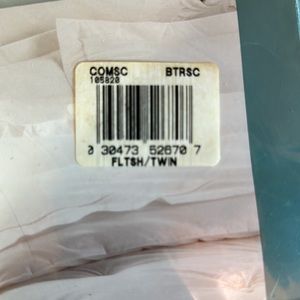 COMSC BTRSC
105820
0 30473 52670 7
FLTSH/TWIN